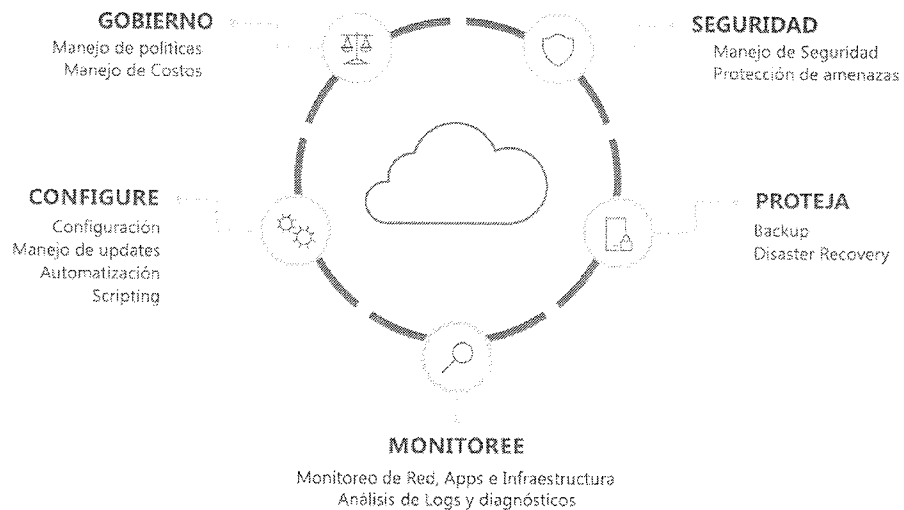 GOBIERNO
Manejo de políticas
Manejo de Costos
SEGURIDAD
Manejo de Seguridad
Protección de amenazas
CONFIGURE
Configuración
Manejo de updates
Automatización
Scripting
PROTEJA
Backup
Disaster Recovery
MONITOREE
Monitoreo de Red, Apps e Infraestructura
Análisis de Logs y diagnósticos